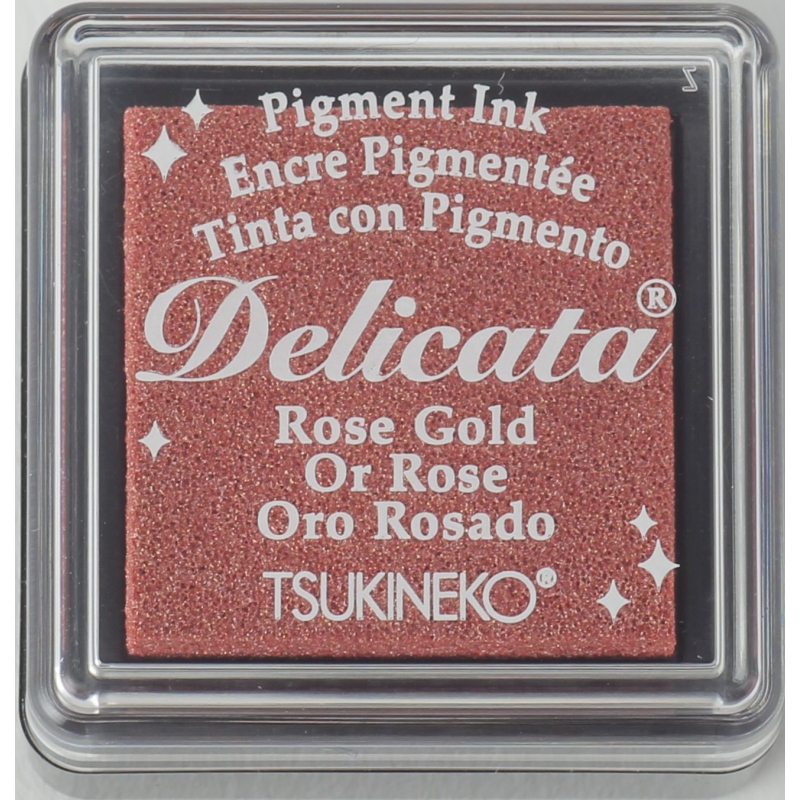 Pigment Ink
Encre Pigmentée
Tinta con Pigmento
Delicata®
Rose Gold
Or Rose
Oro Rosado
TSUKINEKO®